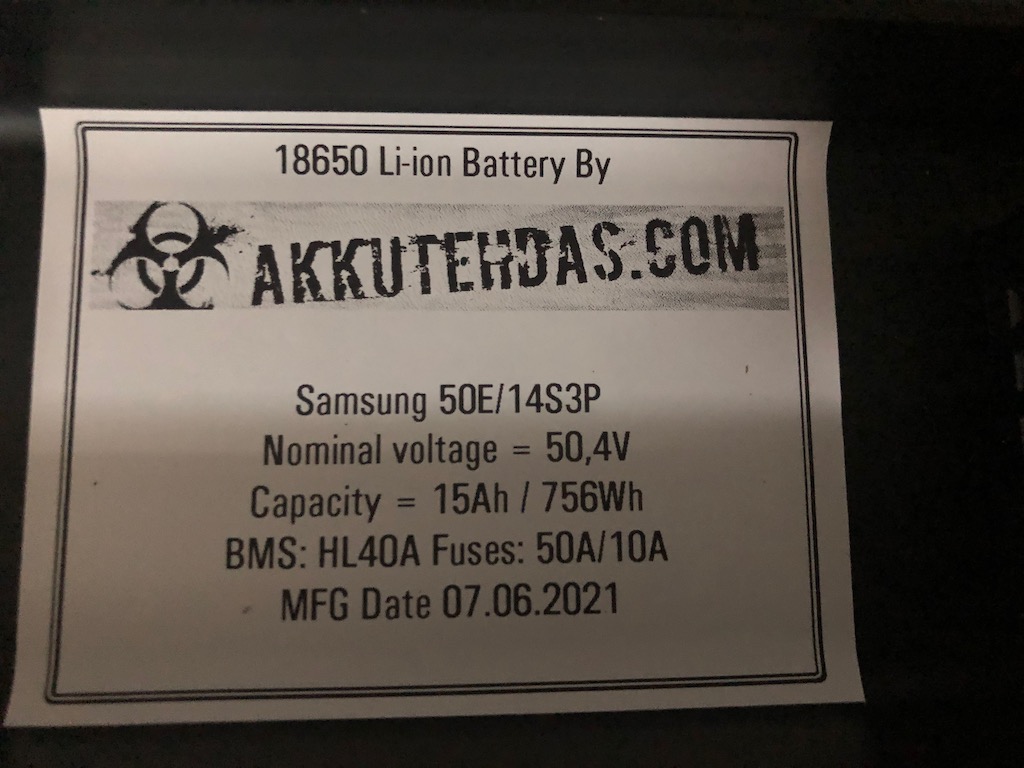 18650 Li-ion Battery By
AKKUTEHDAS.COM
Samsung 50E/14S3P
Nominal voltage = 50,4V
Capacity = 15Ah / 756Wh
BMS: HL40A Fuses: 50A/10A
MFG Date 07.06.2021